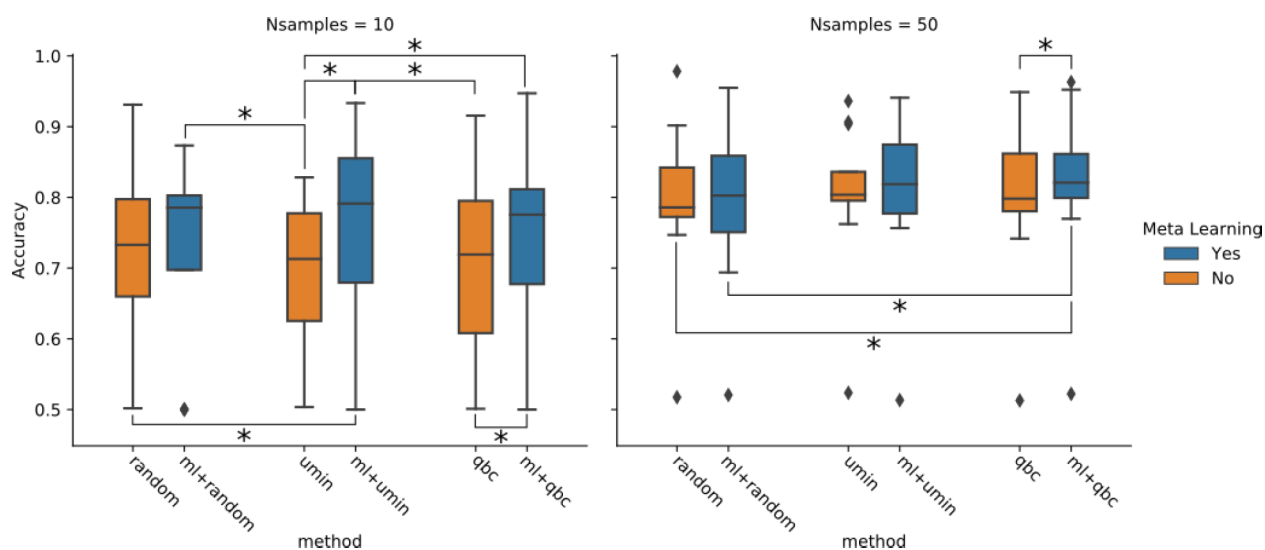 Nsamples = 10
Nsamples = 50
Accuracy
1.0
0.9
0.8
0.7
0.6
0.5
*
* *
*
*
*
*
*
*
random ml+random umin ml+umin qbc ml+qbc
random ml+random umin ml+umin qbc ml+qbc
method
method
Meta Learning
Yes
No